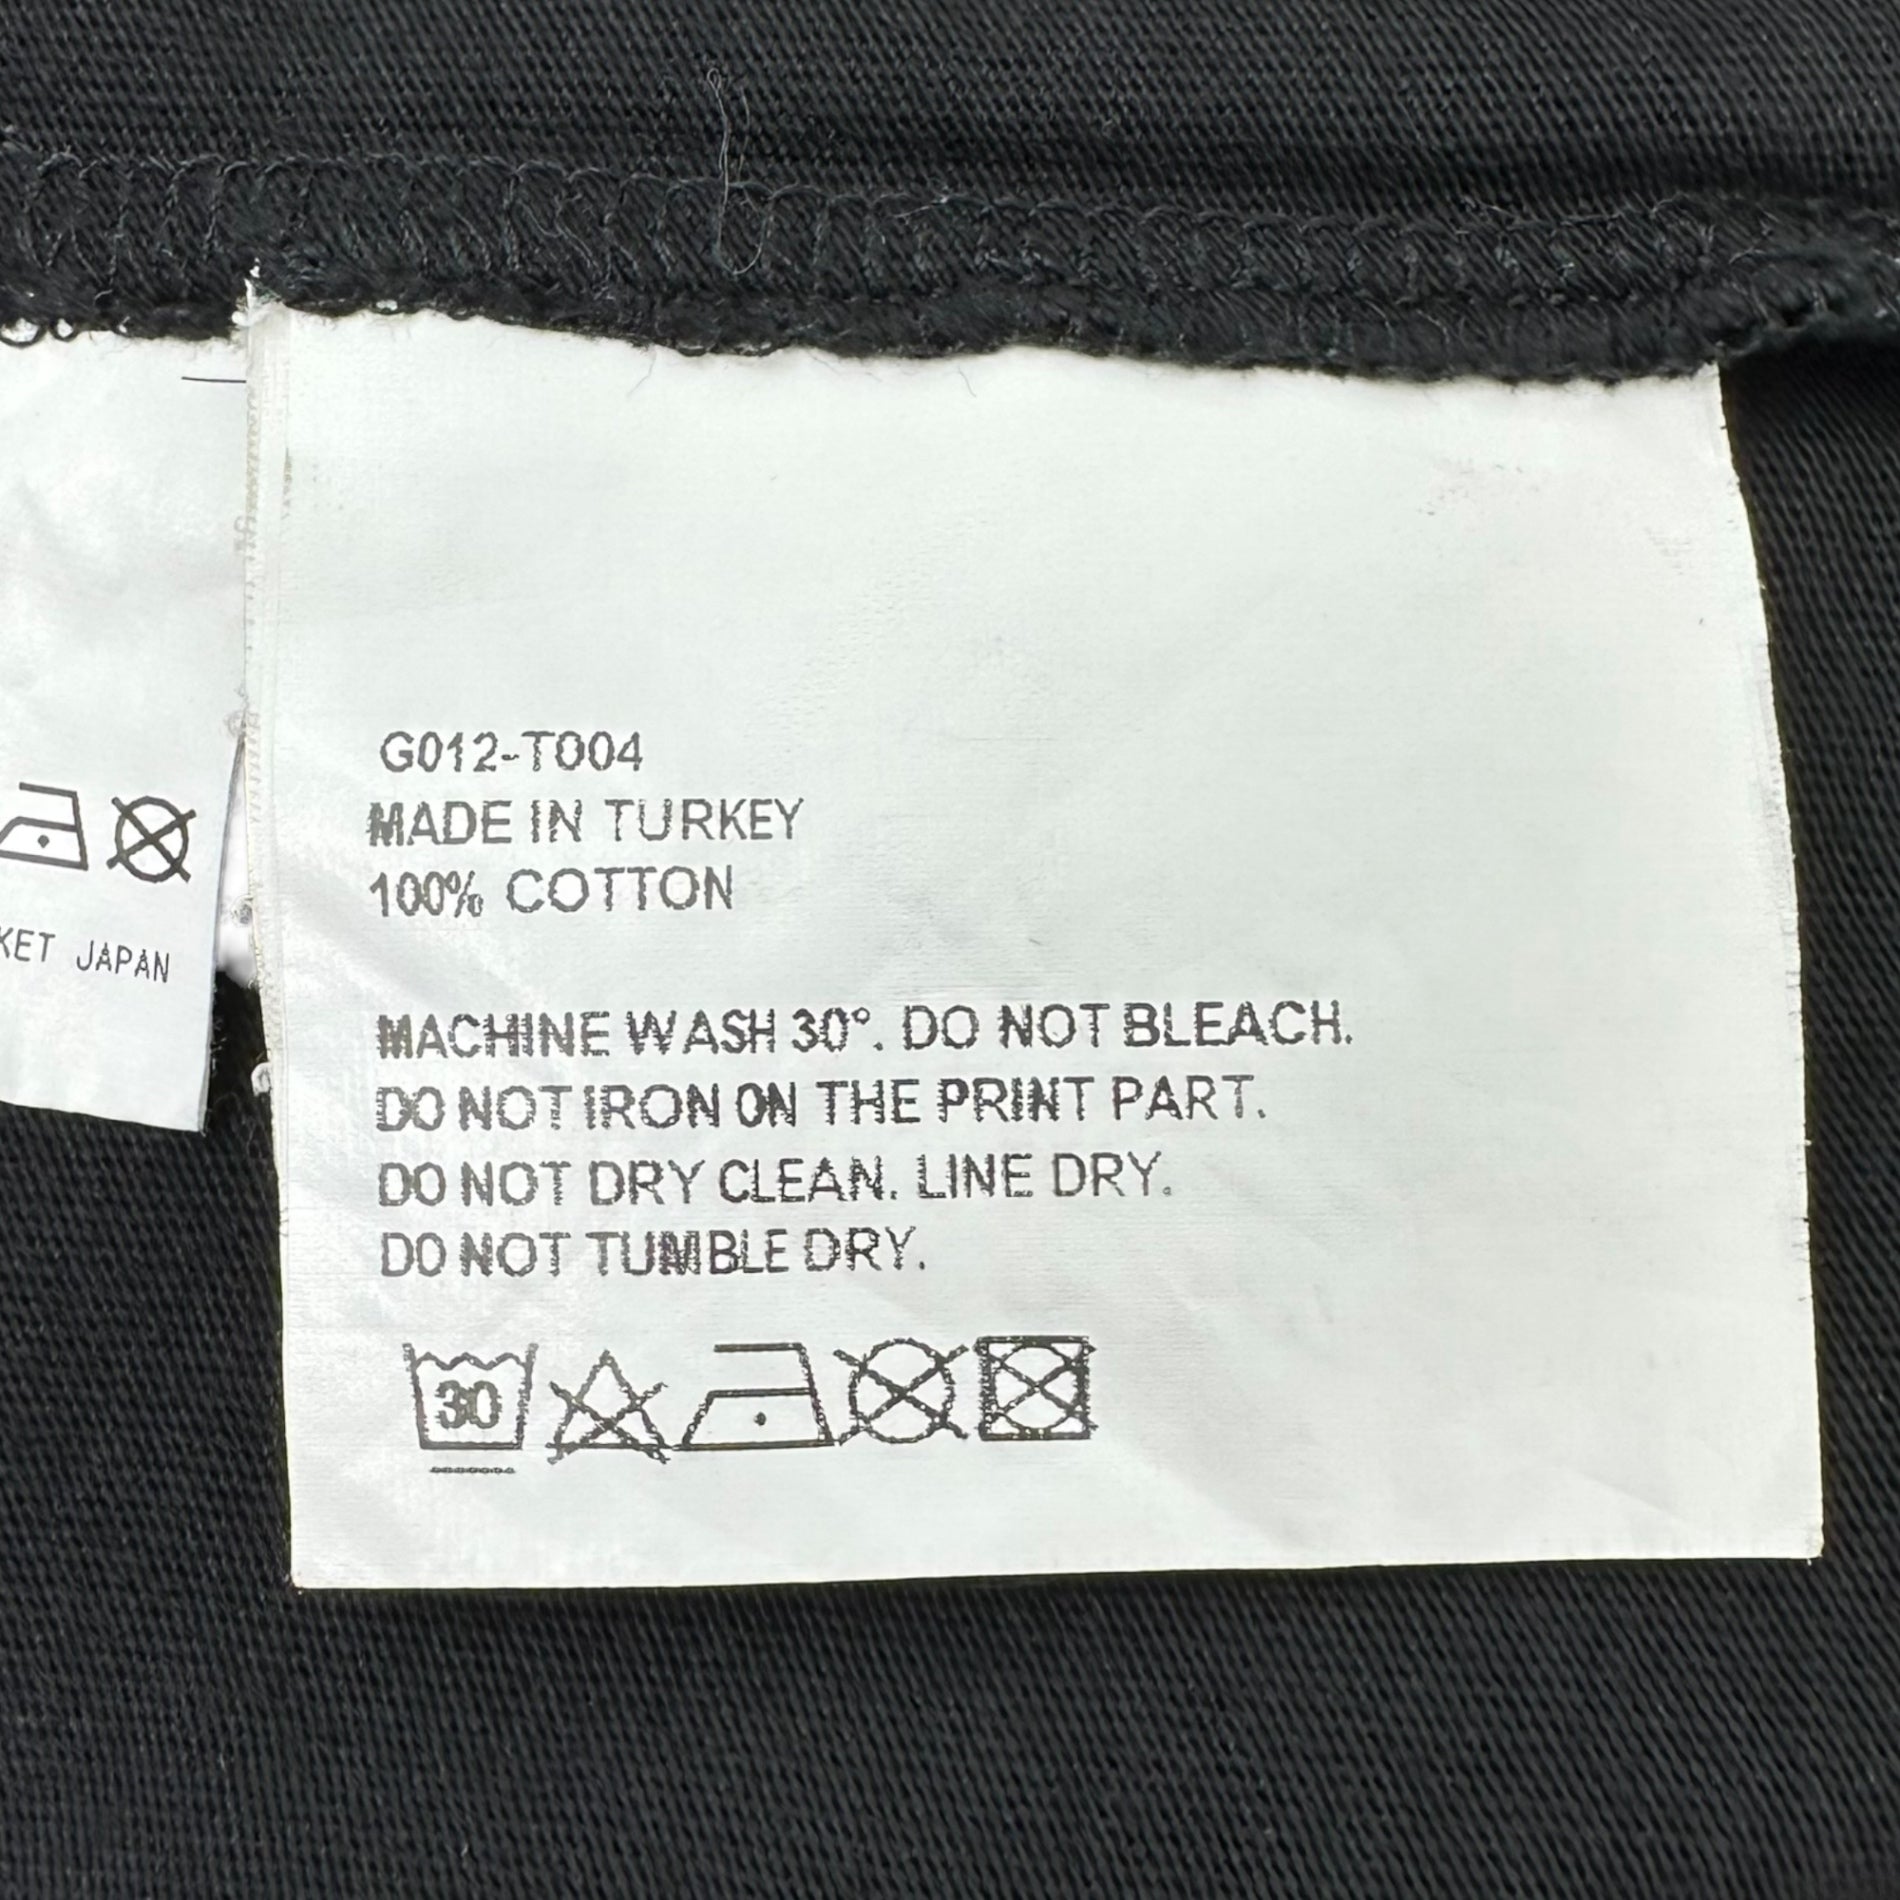 G012-T004
MADE IN TURKEY
100% COTTON
MACHINE WASH 30°. DO NOT BLEACH.
DO NOT IRON ON THE PRINT PART.
DO NOT DRY CLEAN. LINE DRY.
DO NOT TUMBLE DRY.
30
KET JAPAN